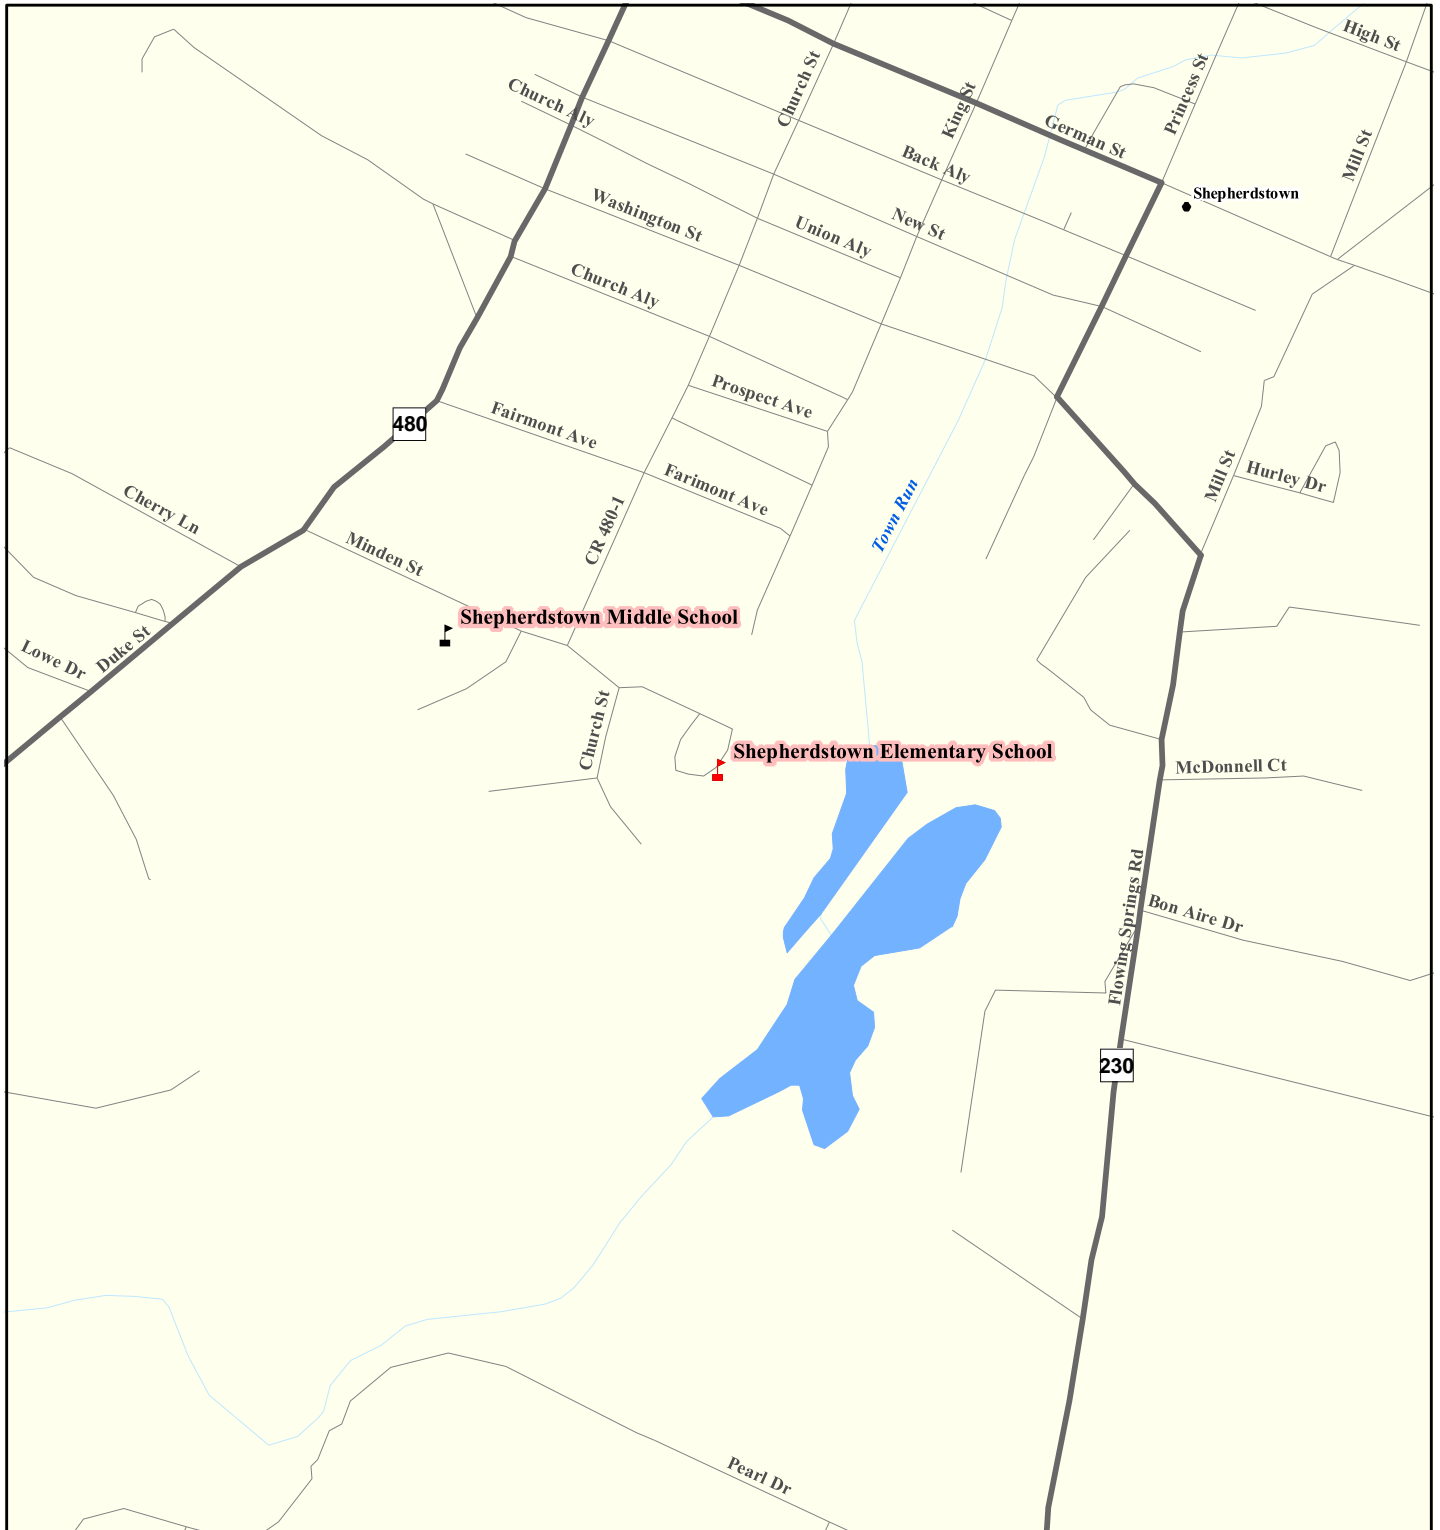 High St
Church St
Church Aly
King St
Princess St
German St
Mill St
Back Aly
Shepherdstown
Washington St
New St
Union Aly
Church Aly
Prospect Ave
Fairmont Ave
480
Farimont Ave
Mill St
Hurley Dr
Cherry Ln
CR 480-1
Town Run
Minden St
Shepherdstown Middle School
Duke St
Lowe Dr
Church St
Shepherdstown Elementary School
McDonnell Ct
Flowing Springs Rd
Bon Aire Dr
230
Pearl Dr